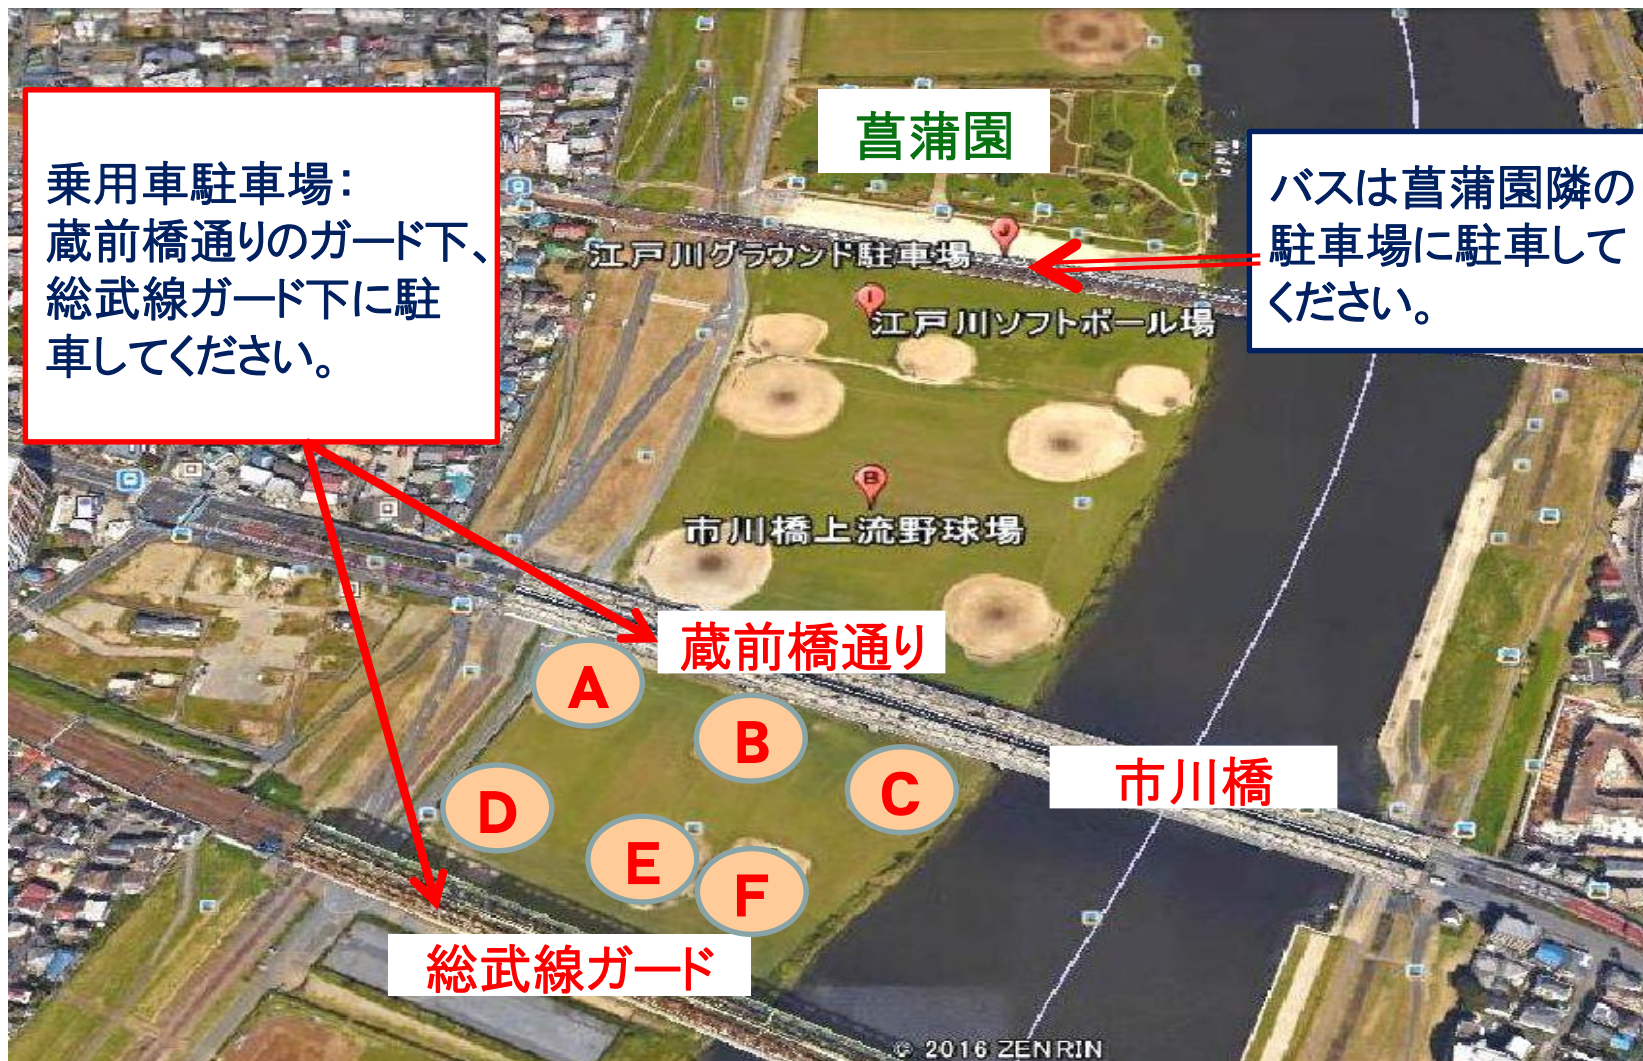 菖蒲園
乗用車駐車場：
蔵前橋通りのガード下、
総武線ガード下に駐
車してください。
バスは菖蒲園隣の
駐車場に駐車して
ください。
J
江戸川グラウンド駐車場
I
江戸川ソフトボール場
B
市川橋上流野球場
蔵前橋通り
A
B
C
市川橋
D
E
F
総武線ガード
© 2016 ZENRIN